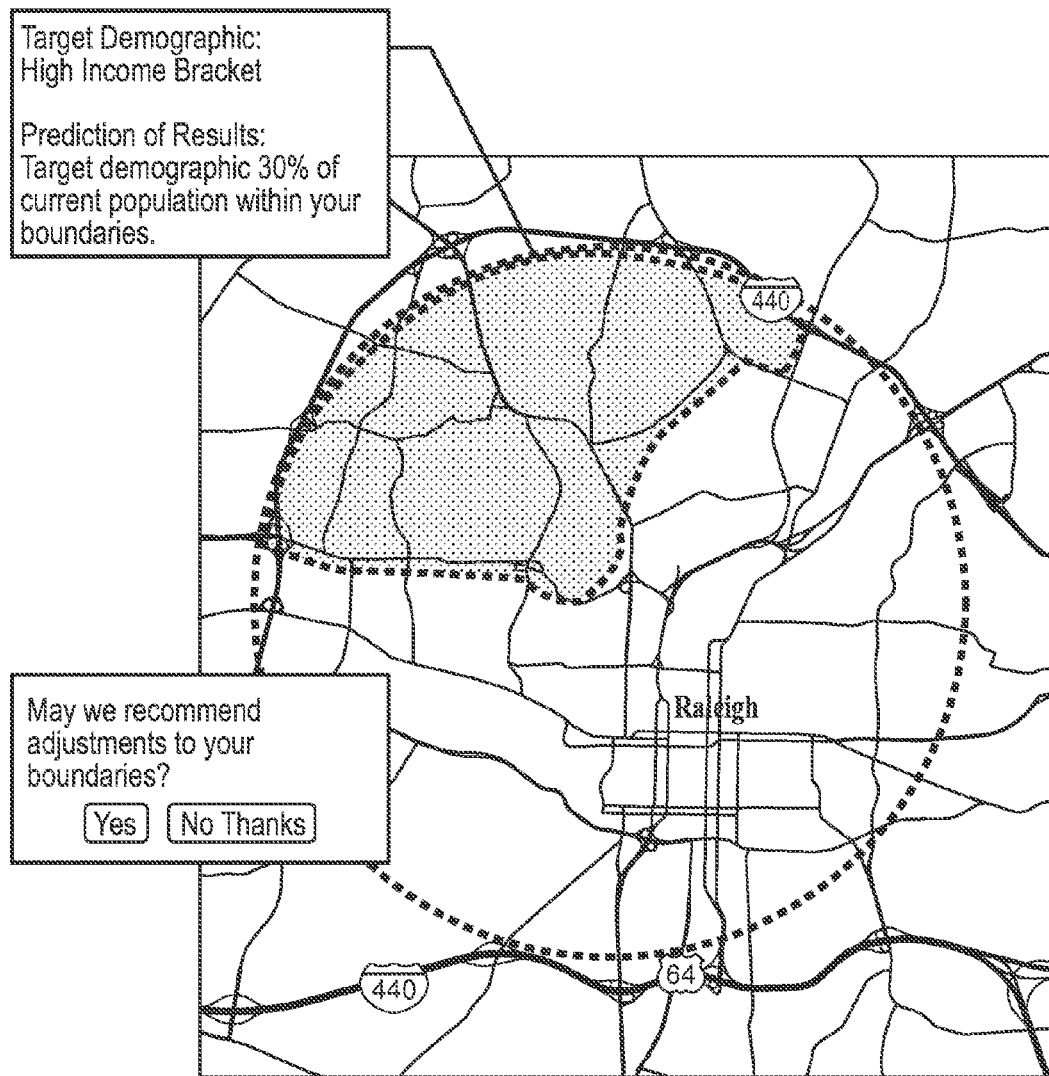 Target Demographic:
High Income Bracket
Prediction of Results:
Target demographic 30% of
current population within your
boundaries.
440
May we recommend
adjustments to your
boundaries?
Yes No Thanks
Raleigh
440
64